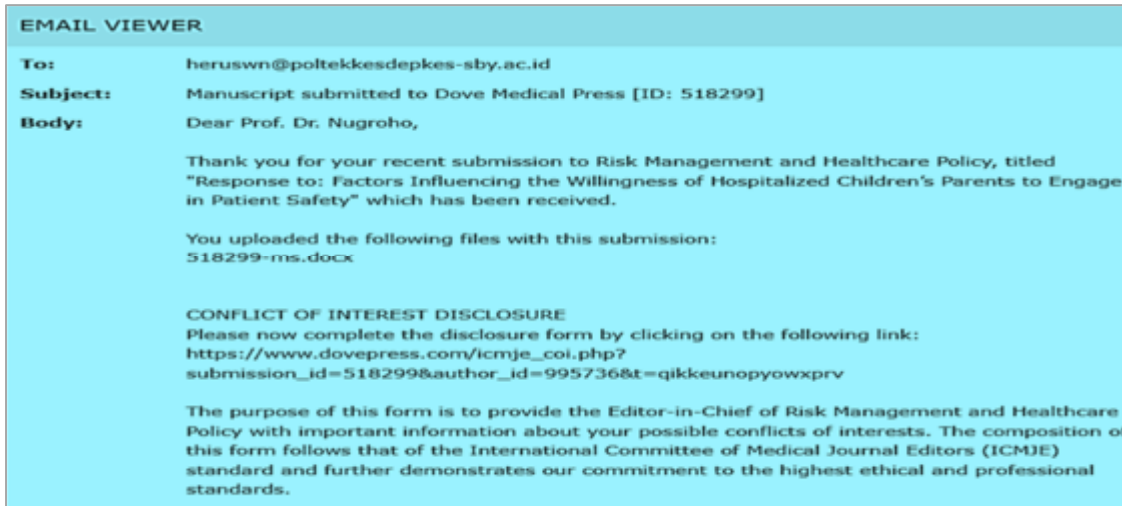 EMAIL VIEWER
To: heruswn@poltekkesdepkes-sby.ac.id
Subject: Manuscript submitted to Dove Medical Press [ID: 518299]
Body: Dear Prof. Dr. Nugroho,
Thank you for your recent submission to Risk Management and Healthcare Policy, titled
"Response to: Factors Influencing the Willingness of Hospitalized Children’s Parents to Engage
in Patient Safety" which has been received.
You uploaded the following files with this submission:
518299-ms.docx
CONFLICT OF INTEREST DISCLOSURE
Please now complete the disclosure form by clicking on the following link:
https://www.dovepress.com/icmje_coi.php?
submission_id=518299&author_id=995736&t=qikkeunopyowxprv
The purpose of this form is to provide the Editor-in-Chief of Risk Management and Healthcare
Policy with important information about your possible conflicts of interests. The composition of
this form follows that of the International Committee of Medical Journal Editors (ICMJE)
standard and further demonstrates our commitment to the highest ethical and professional
standards.